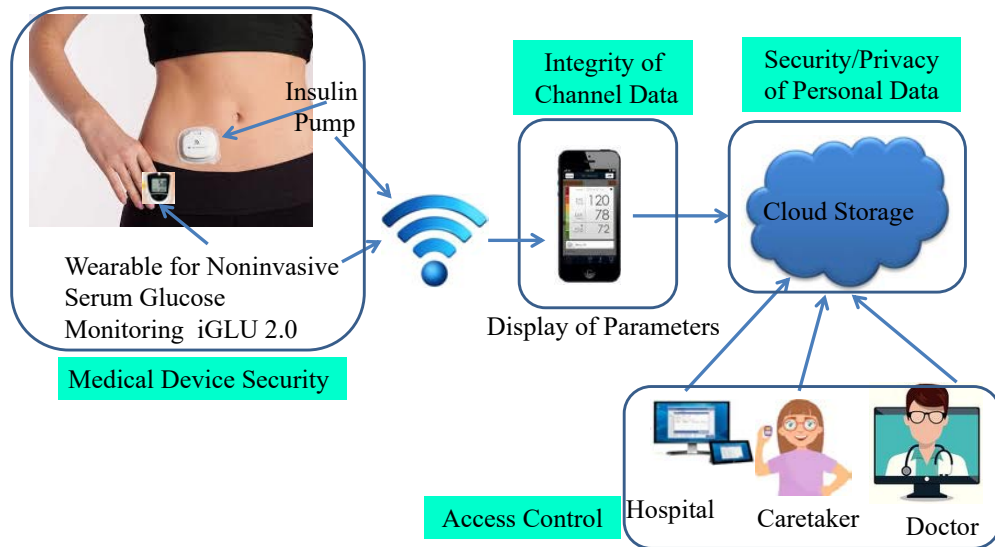 Insulin
Pump
Wearable for Noninvasive
Serum Glucose
Monitoring iGLU 2.0
Medical Device Security
Integrity of
Channel Data
120
78
72
Display of Parameters
Security/Privacy
of Personal Data
Cloud Storage
Access Control
Hospital
Caretaker
Doctor